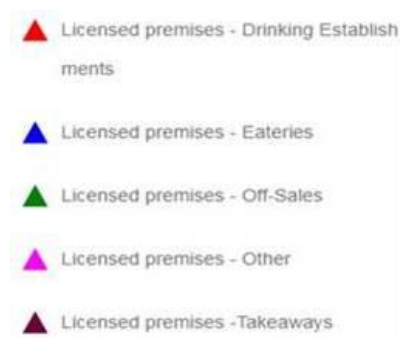 Licensed premises - Drinking Establish
ments
Licensed premises - Eateries
Licensed premises - Off-Sales
Licensed premises - Other
Licensed premises -Takeaways